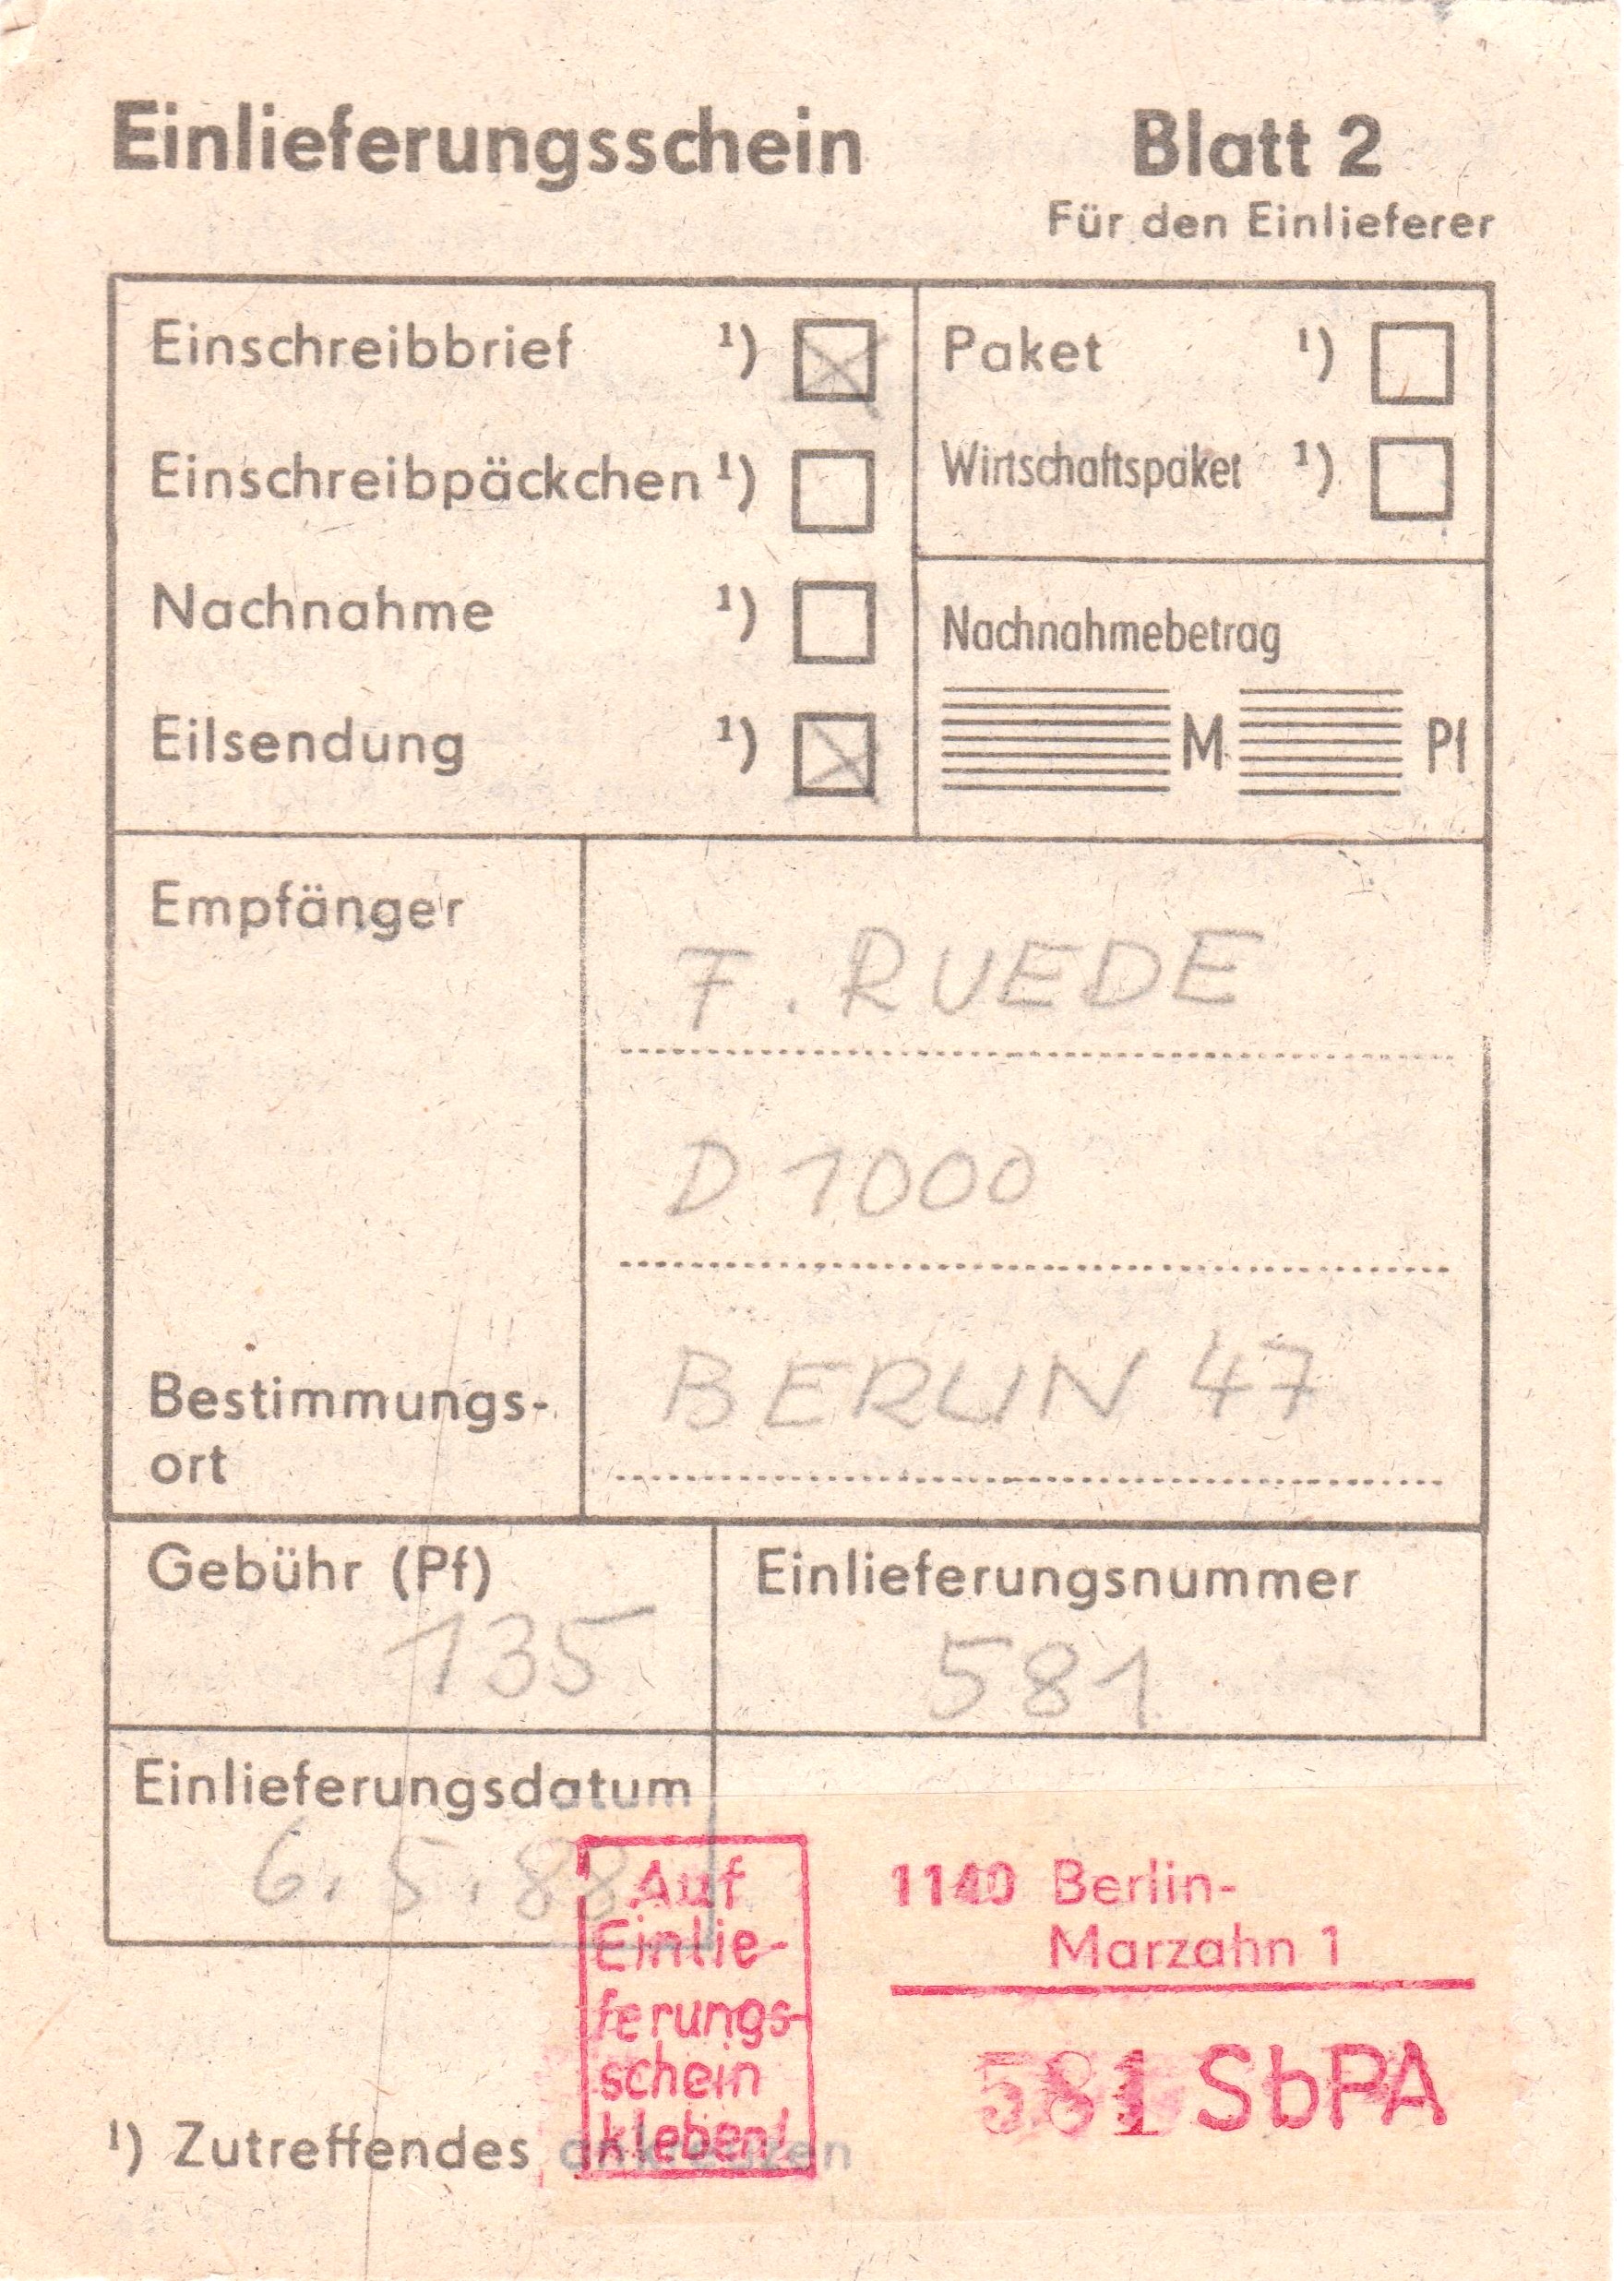 Einlieferungsschein
Blatt 2
Für den Einlieferer
Einschreibbrief ¹) ☒
Einschreibpäckchen ¹) ☐
Nachnahme ¹) ☐
Eilsendung ¹) ☒
Paket ¹) ☐
Wirtschaftspaket ¹) ☐
Nachnahmebetrag
M Pf
Empfänger
F. RUEDE
D 1000
Bestimmungs-
ort
BERLIN 47
Gebühr (Pf)
135
Einlieferungsnummer
581
Einlieferungsdatum
6.5.88
Auf
Einlie-
ferungs-
schein
kleben!
1140 Berlin-
Marzahn 1
581 SbPA
¹) Zutreffendes ankreuzen